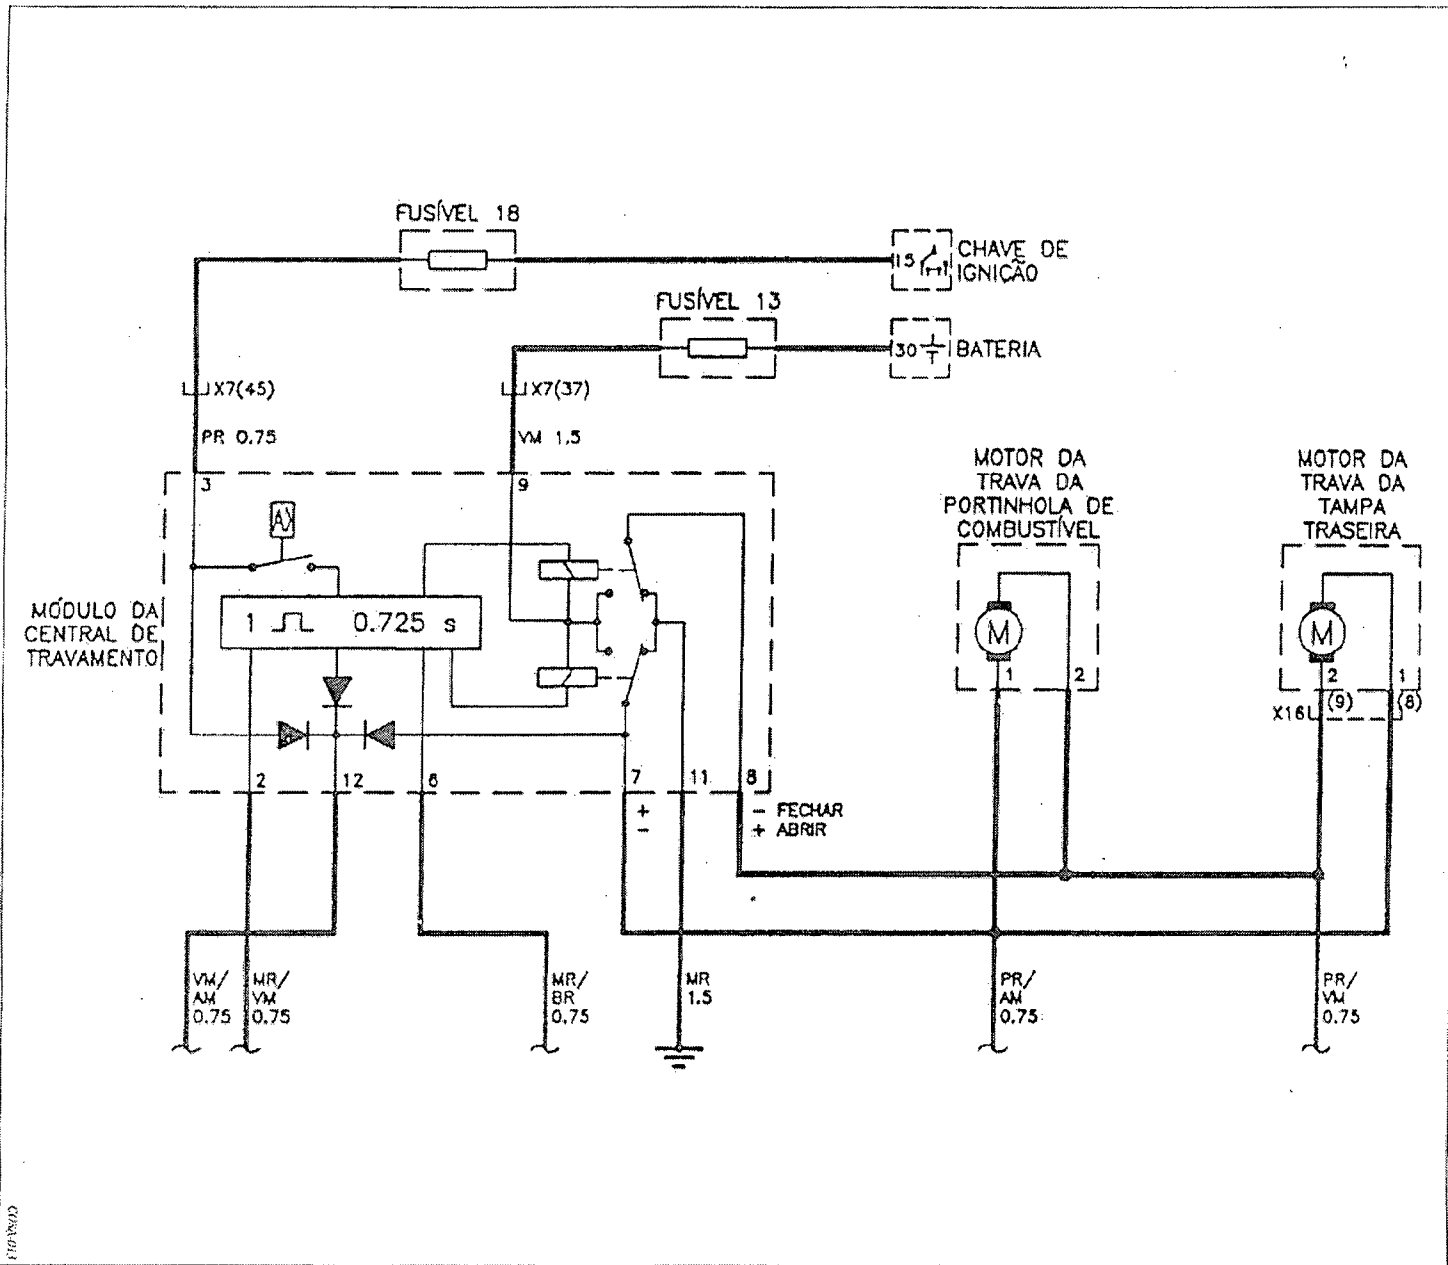 FUSÍVEL 18
15
CHAVE DE
IGNIÇÃO
FUSÍVEL 13
30
BATERIA
X7(45)
X7(37)
PR 0.75
VM 1.5
MOTOR DA
TRAVA DA
PORTINHOLA DE
COMBUSTÍVEL
MOTOR DA
TRAVA DA
TAMPA
TRASEIRA
3
9
A
MÓDULO DA
CENTRAL DE
TRAVAMENTO
1
0.725 s
M
M
1
2
2
1
X16
(9)
(8)
2
12
6
7
11
8
+
-
- FECHAR
+ ABRIR
VM/
AM
0.75
MR/
VM
0.75
MR/
BR
0.75
MR
1.5
PR/
AM
0.75
PR/
VM
0.75